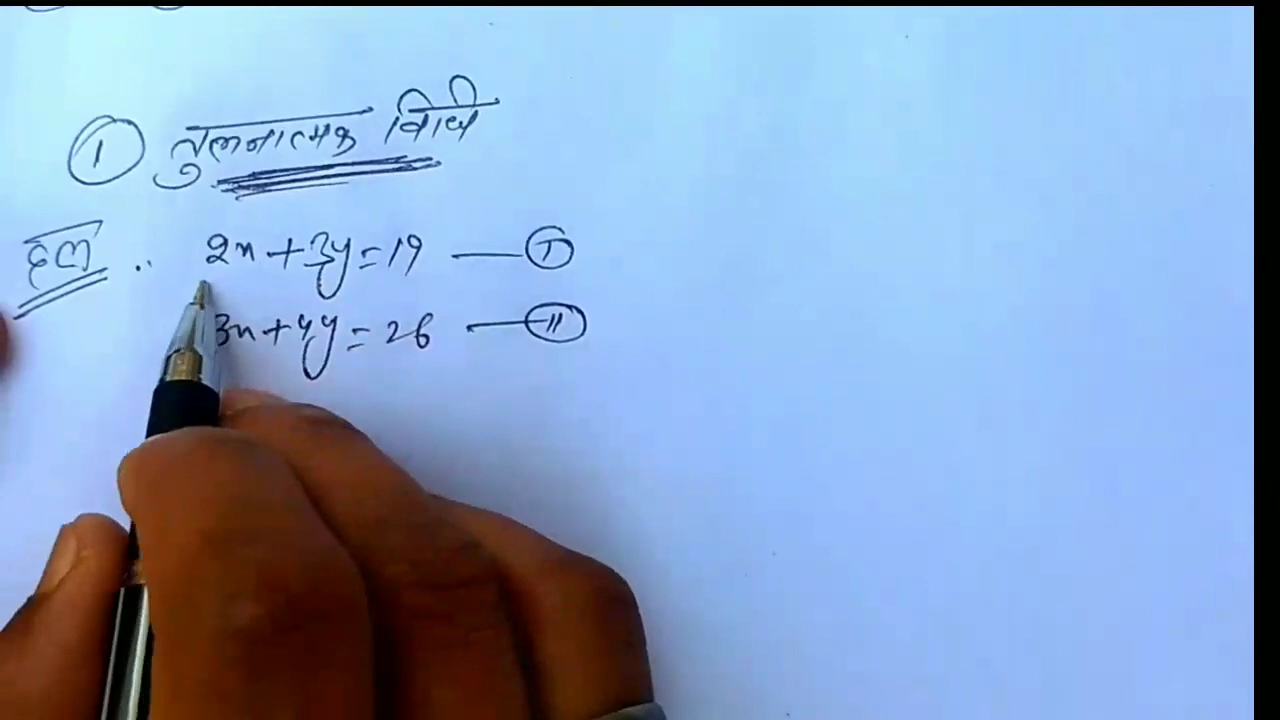 ① तुलनात्मक विधि
हल :. 2x + 3y = 19 — Ⓘ
3x + 4y = 26 — Ⓘⓘ